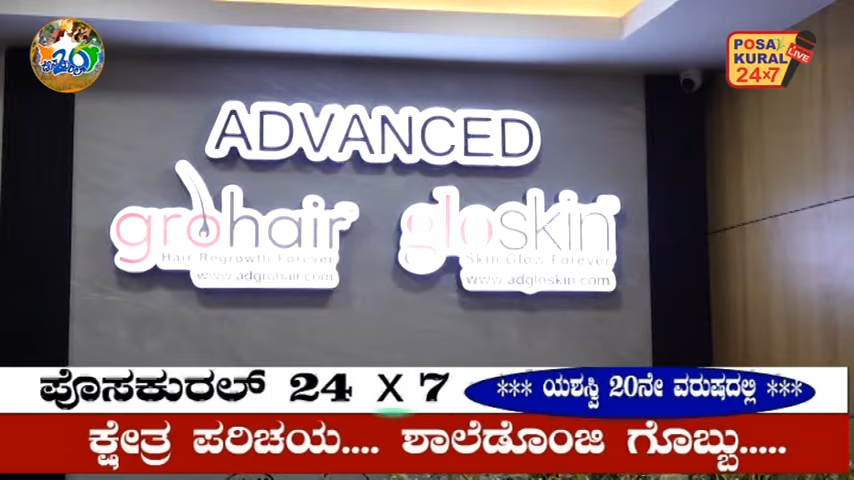 20
POSA
KURAL
24x7
LIVE
ADVANCED
grohair
Hair Regrowth Forever
www.adgrohair.com
gloskin
Skin Glow Forever
www.adgloskin.com
ಪೊಸಕುರಲ್ 24 X 7
*** ಯಶಸ್ವಿ 20ನೇ ವರುಷದಲ್ಲಿ ***
ಕ್ಷೇತ್ರ ಪರಿಚಯ.... ಶಾಲೆಡೊಂಜಿ ಗೊಬ್ಬು.....